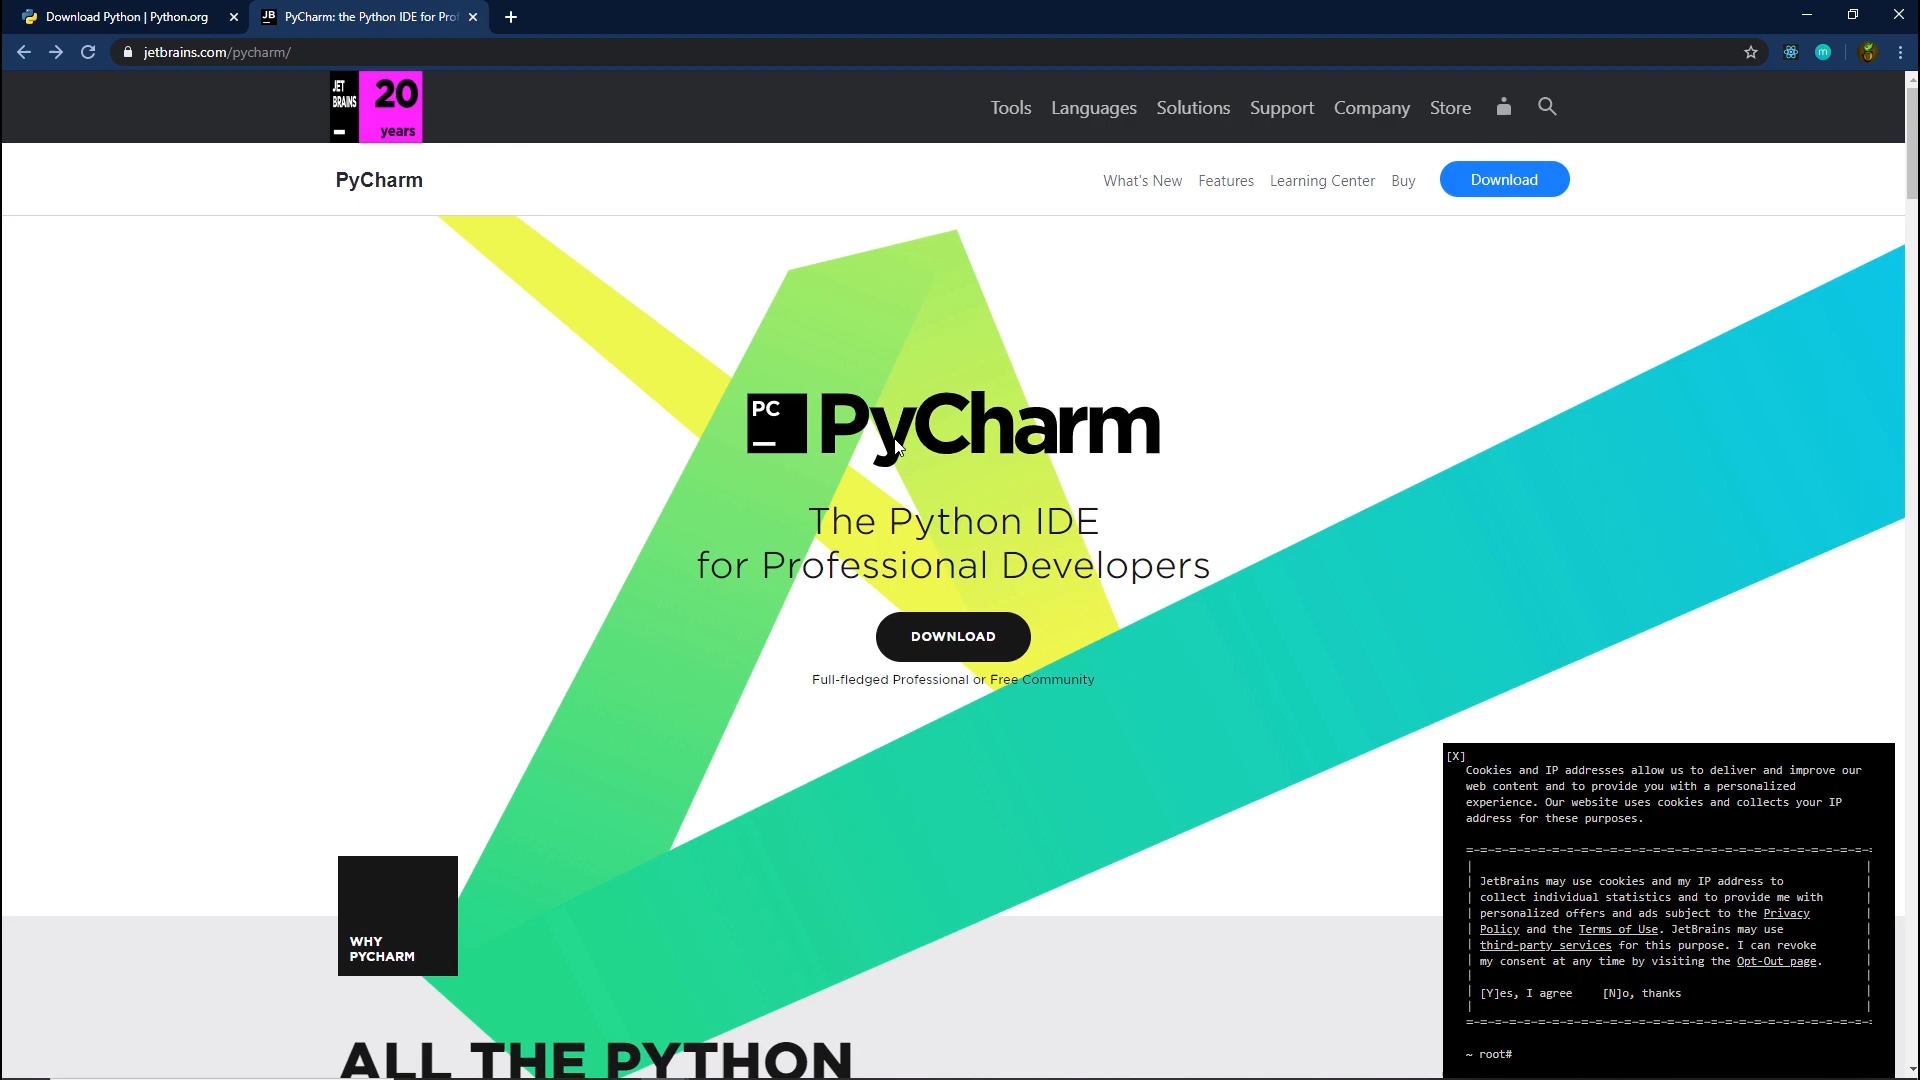 Download Python | Python.org
JB
PyCharm: the Python IDE for Prof
jetbrains.com/pycharm/
m
JET
BRAINS
20
years
Tools Languages Solutions Support Company Store
PyCharm
What's New Features Learning Center Buy Download
PC
PyCharm
The Python IDE
for Professional Developers
DOWNLOAD
Full-fledged Professional or Free Community
WHY
PYCHARM
ALL THE PYTHON
[X]
Cookies and IP addresses allow us to deliver and improve our
web content and to provide you with a personalized
experience. Our website uses cookies and collects your IP
address for these purposes.
JetBrains may use cookies and my IP address to
collect individual statistics and to provide me with
personalized offers and ads subject to the Privacy
Policy and the Terms of Use. JetBrains may use
third-party services for this purpose. I can revoke
my consent at any time by visiting the Opt-Out page.
[Y]es, I agree [N]o, thanks
~ root#